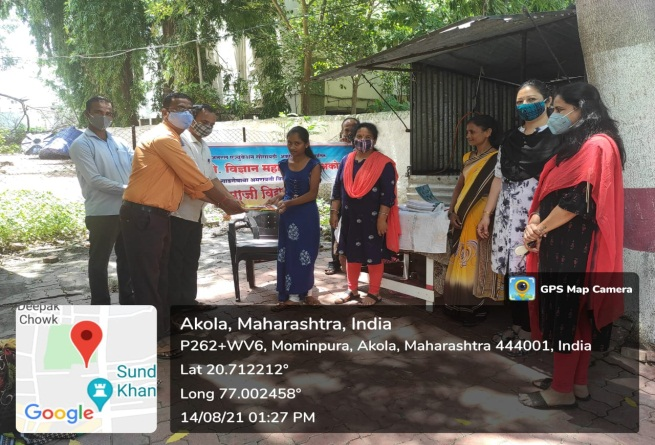 . विज्ञान महा
GPS Map Camera
Deepak
Chowk
Sund
Khan
Google
Akola, Maharashtra, India
P262+WV6, Mominpura, Akola, Maharashtra 444001, India
Lat 20.712212°
Long 77.002458°
14/08/21 01:27 PM